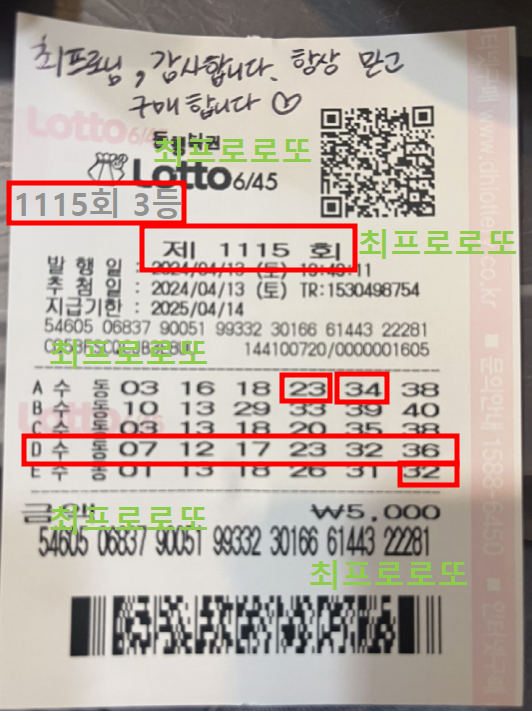 최프로님, 감사합니다. 항상 믿고
구매합니다
Lotto 6/45
동행복권
최프로로또
Lotto 6/45
1115회 3등
제 1115 회
최프로로또
발 행 일 : 2024/04/13 (토) 13:40:11
추 첨 일 : 2024/04/13 (토) TR:1530498754
지급기한 : 2025/04/14
54605 06837 90051 99332 30166 61443 22281
최프로로또
144100720/0000001605
A 수 동 03 16 18 23 34 38
B 수 동 10 13 29 33 39 40
C 수 동 03 13 18 20 35 38
D 수 동 07 12 17 23 32 36
E 수 동 01 13 18 26 31 32
금 액 ₩5,000
최프로로또
54605 06837 90051 99332 30166 61443 22281
최프로로또